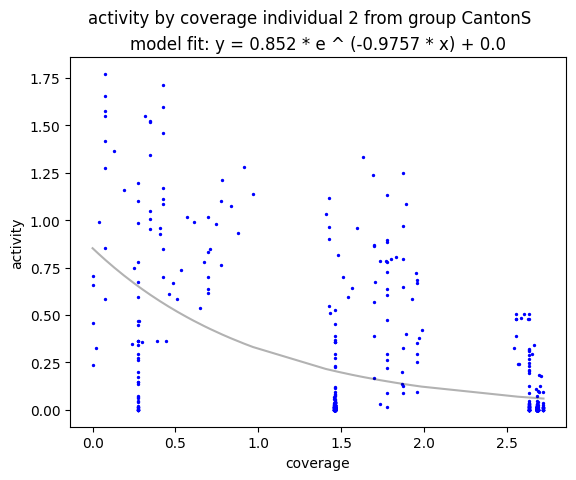 activity by coverage individual 2 from group CantonS
model fit: y = 0.852 * e ^ (-0.9757 * x) + 0.0
activity
1.75
1.50
1.25
1.00
0.75
0.50
0.25
0.00
0.0 0.5 1.0 1.5 2.0 2.5
coverage